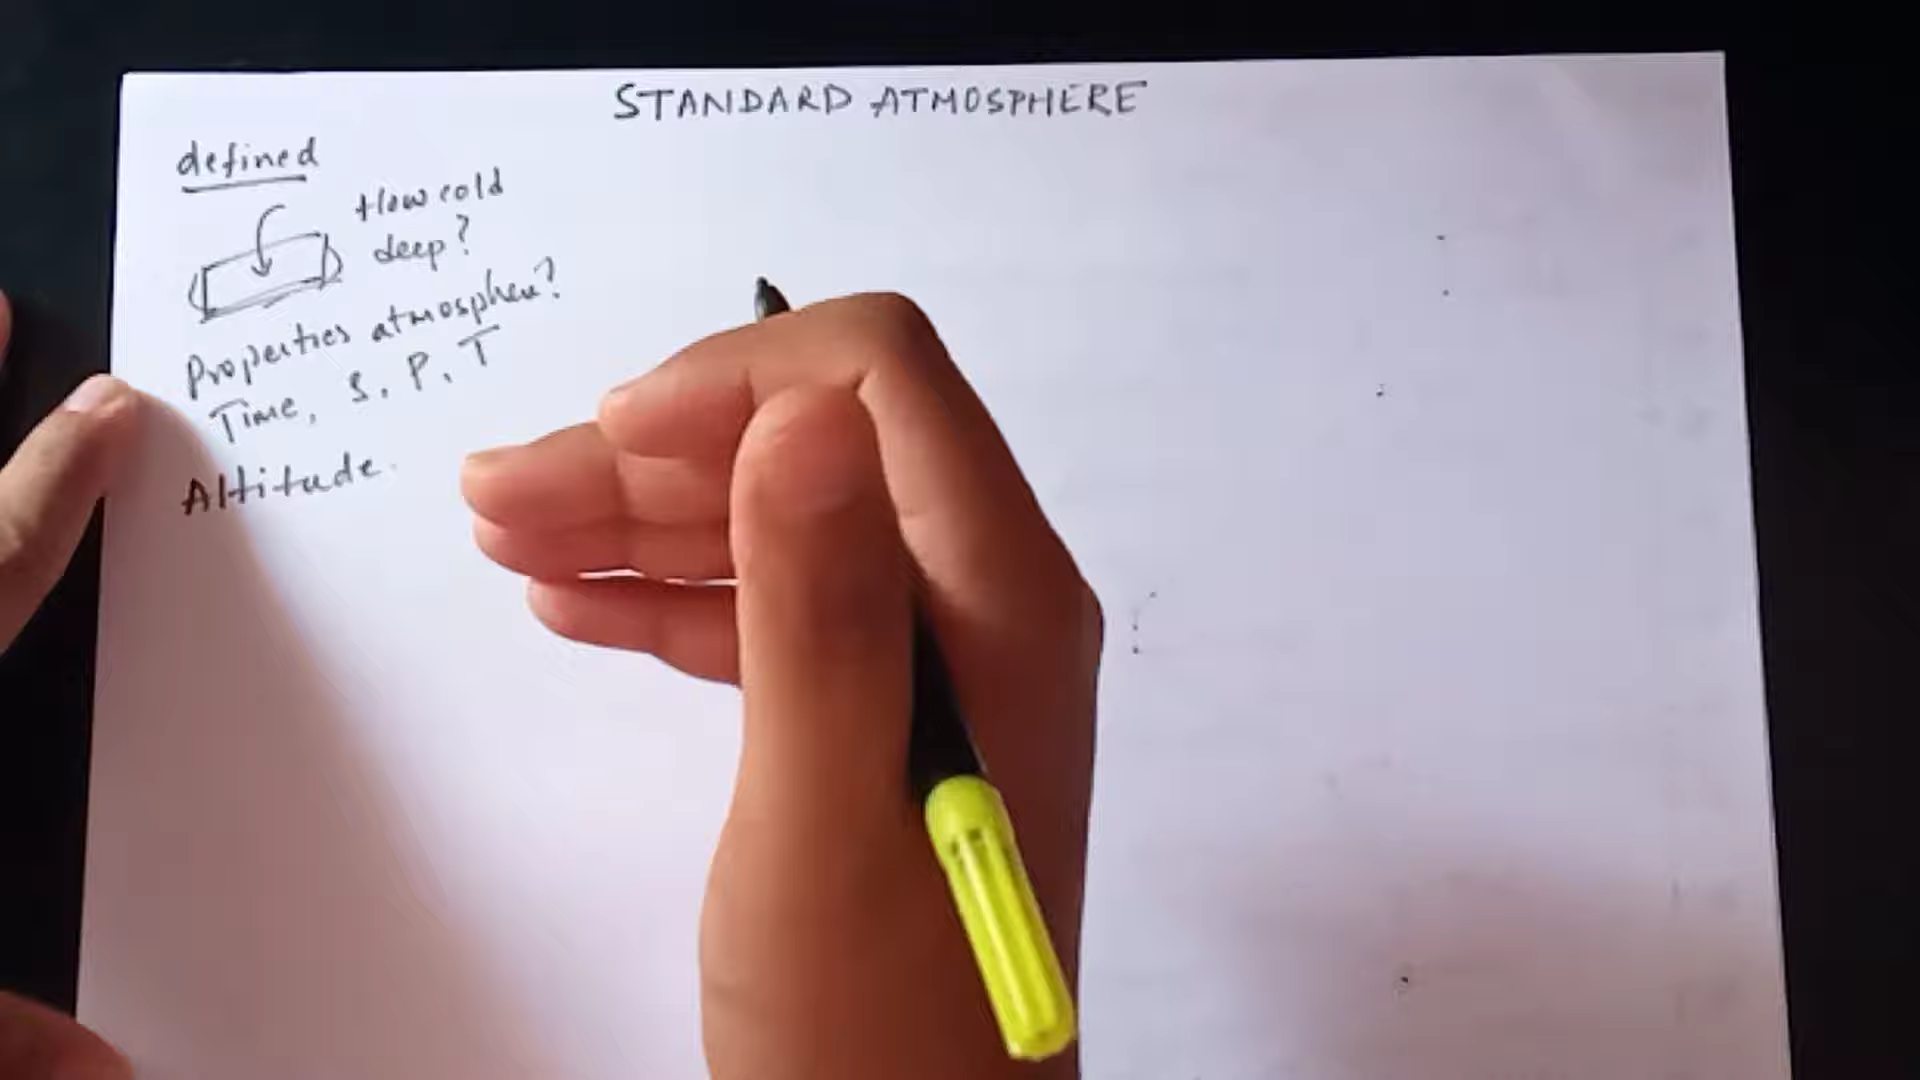 STANDARD ATMOSPHERE
defined
How cold
deep?
Properties atmosphere?
Time, S, P, T
Altitude.